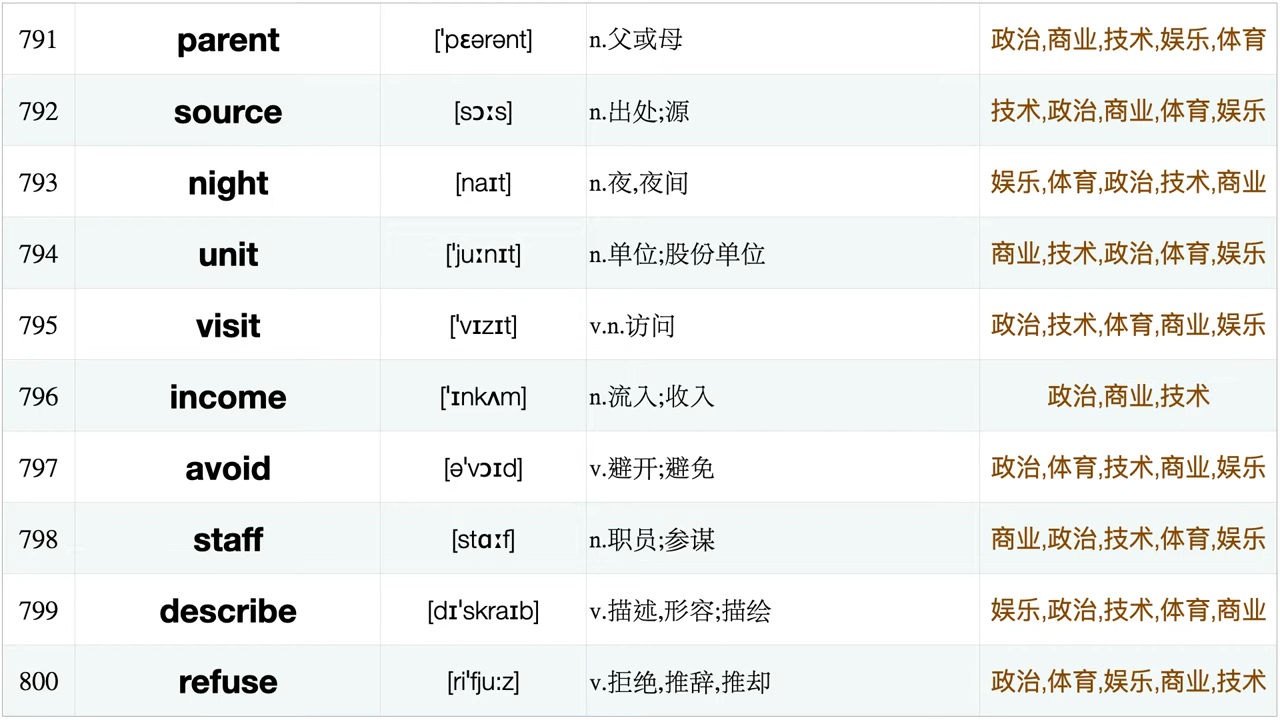 791 parent ['pɛərənt] n.父或母 政治,商业,技术,娱乐,体育
792 source [sɔːs] n.出处;源 技术,政治,商业,体育,娱乐
793 night [naɪt] n.夜,夜间 娱乐,体育,政治,技术,商业
794 unit ['juːnɪt] n.单位;股份单位 商业,技术,政治,体育,娱乐
795 visit ['vɪzɪt] v.n.访问 政治,技术,体育,商业,娱乐
796 income ['ɪnkʌm] n.流入;收入 政治,商业,技术
797 avoid [ə'vɔɪd] v.避开;避免 政治,体育,技术,商业,娱乐
798 staff [stɑːf] n.职员;参谋 商业,政治,技术,体育,娱乐
799 describe [dɪ'skraɪb] v.描述,形容;描绘 娱乐,政治,技术,体育,商业
800 refuse [ri'fju:z] v.拒绝,推辞,推却 政治,体育,娱乐,商业,技术